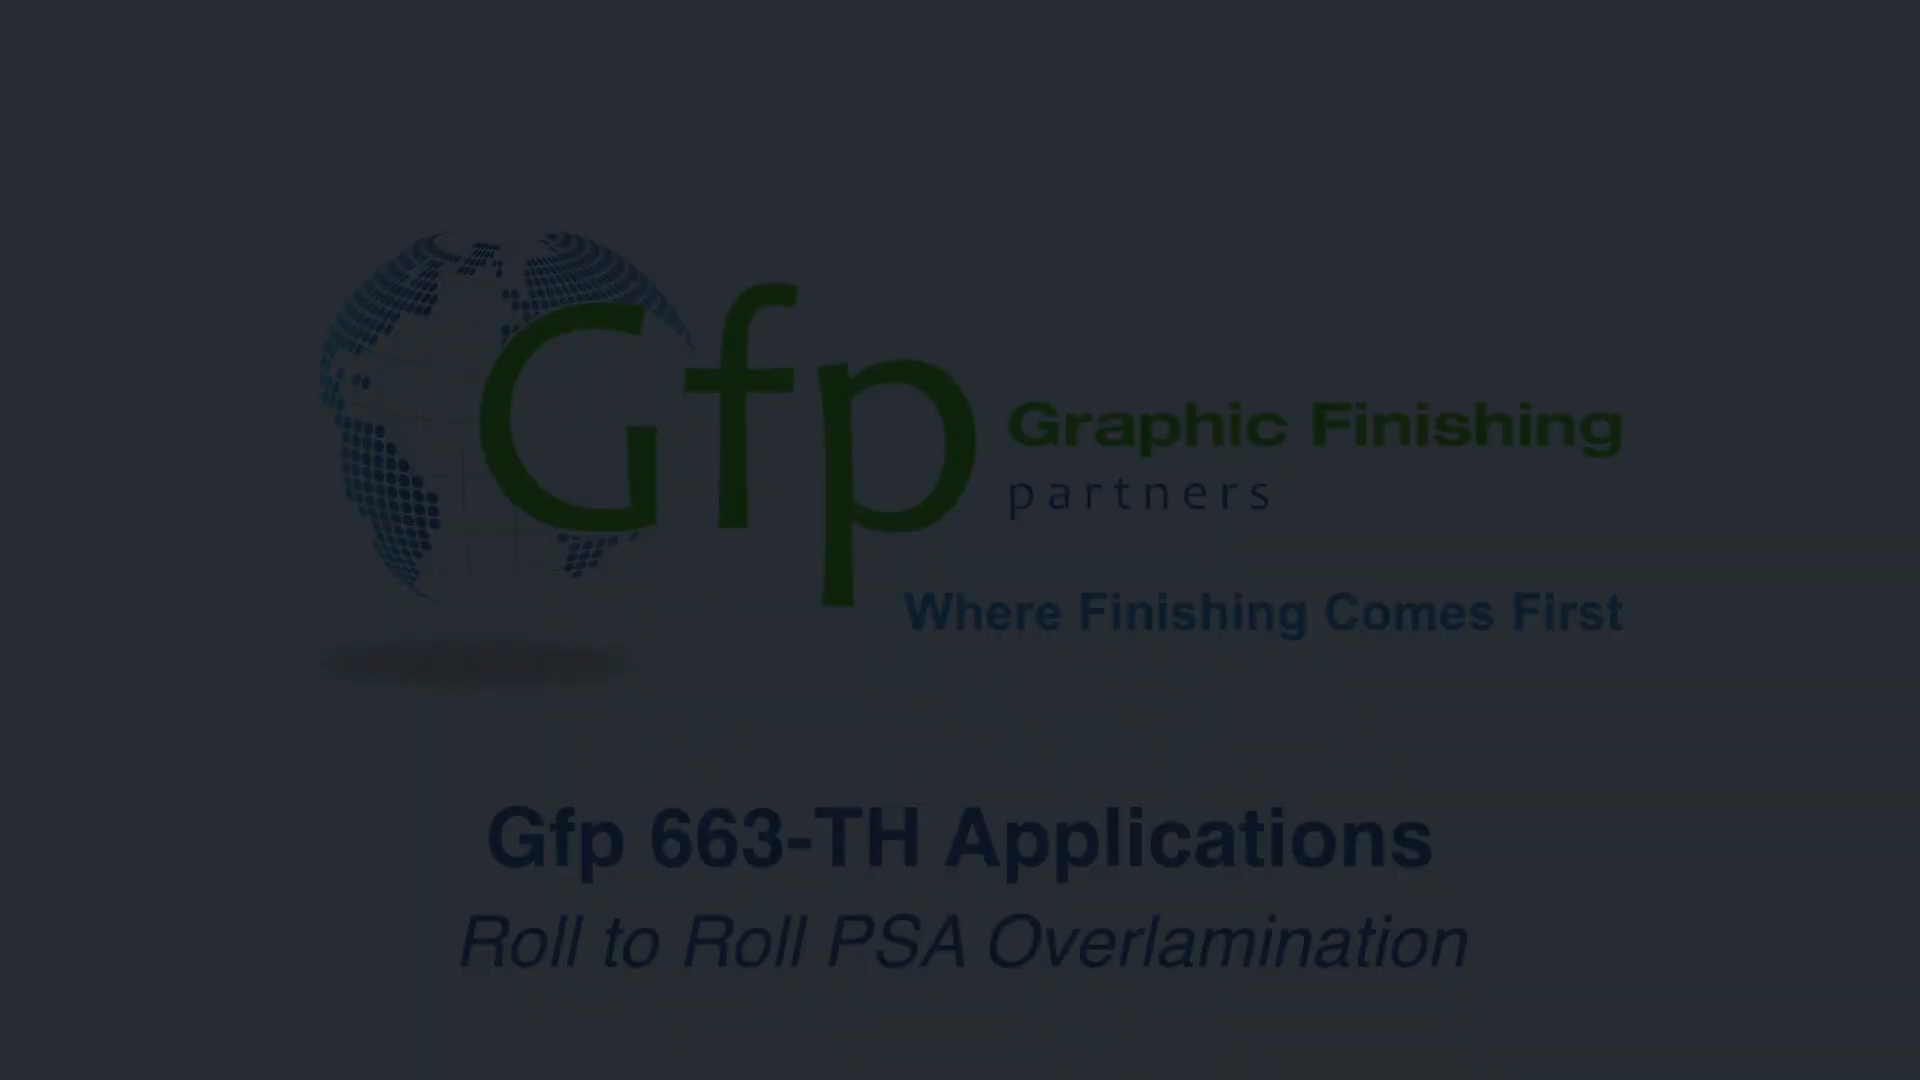 Gfp
Graphic Finishing
partners
Where Finishing Comes First
Gfp 663-TH Applications
Roll to Roll PSA Overlamination